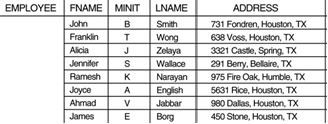 EMPLOYEE FNAME MINIT LNAME ADDRESS
John B Smith 731 Fondren, Houston, TX
Franklin T Wong 638 Voss, Houston, TX
Alicia J Zelaya 3321 Castle, Spring, TX
Jennifer S Wallace 291 Berry, Bellaire, TX
Ramesh K Narayan 975 Fire Oak, Humble, TX
Joyce A English 5631 Rice, Houston, TX
Ahmad V Jabbar 980 Dallas, Houston, TX
James E Borg 450 Stone, Houston, TX